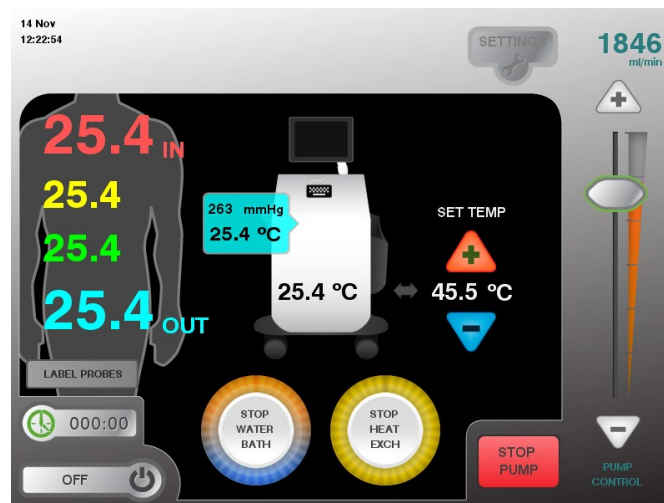 14 Nov
12:22:54
SETTINGS
1846
ml/min
25.4 IN
25.4
25.4
25.4 OUT
263 mmHg
25.4 ºC
25.4 ºC
SET TEMP
45.5 ºC
LABEL PROBES
000:00
OFF
STOP
WATER
BATH
STOP
HEAT
EXCH
STOP
PUMP
PUMP
CONTROL